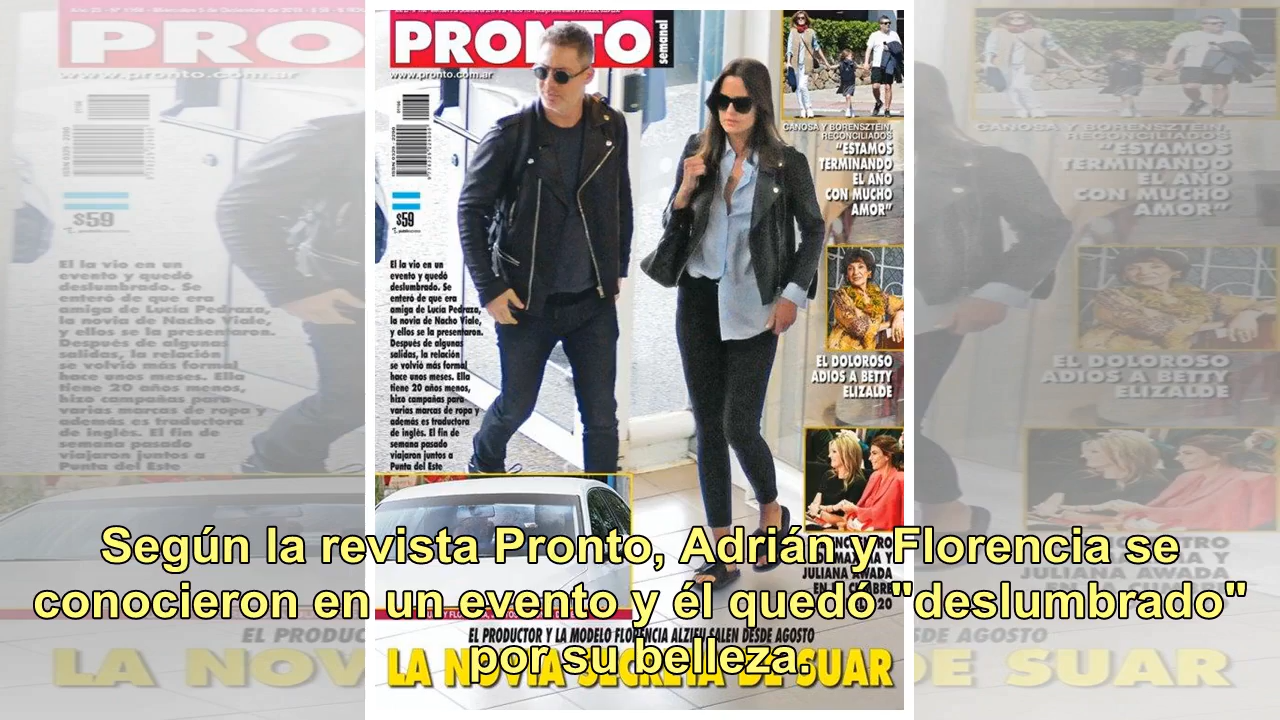 PRONTO
semanal
www.pronto.com.ar
$59
El la vio en un
evento y quedó
deslumbrado. Se
enteró de que era
amiga de Lucía Pedraza,
la novia de Nacho Viale,
y ellos se la presentaron.
Después de algunas
salidas, la relación
se volvió más formal
hace unos meses. Ella
tiene 20 años menos,
hizo campañas para
varias marcas de ropa y
además es traductora
de inglés. El fin de
semana pasado
viajaron juntos a
Punta del Este
CANOSA Y BORENSZTEIN,
RECONCILIADOS
"ESTAMOS
TERMINANDO
EL AÑO
CON MUCHO
AMOR"
EL DOLOROSO
ADIOS A BETTY
ELIZALDE
JULIANA AWADA
EL PRODUCTOR Y LA MODELO FLORENCIA ALZIEU SALEN DESDE AGOSTO
LA NOVIA SECRETA DE SUAR
Según la revista Pronto, Adrián y Florencia se
conocieron en un evento y él quedó "deslumbrado"
por su belleza.